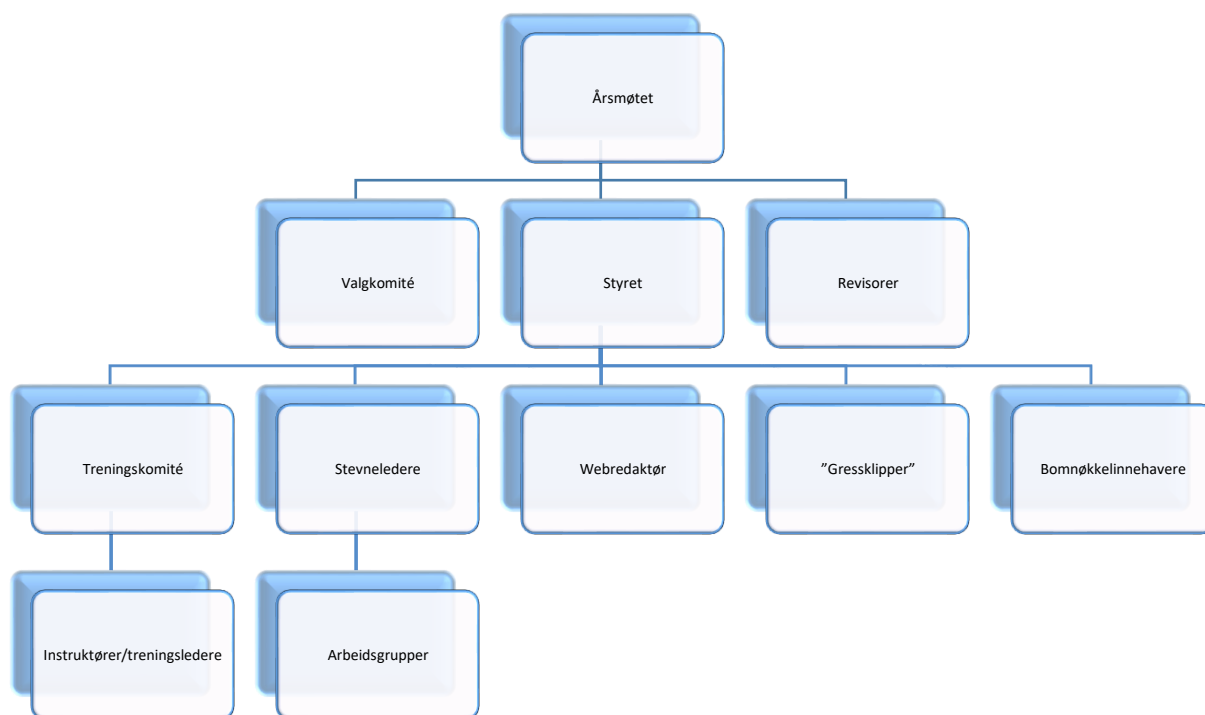 Årsmøtet
Valgkomité
Styret
Revisorer
Treningskomité
Stevneledere
Webredaktør
”Gressklipper”
Bomnøkkelinnehavere
Instruktører/treningsledere
Arbeidsgrupper